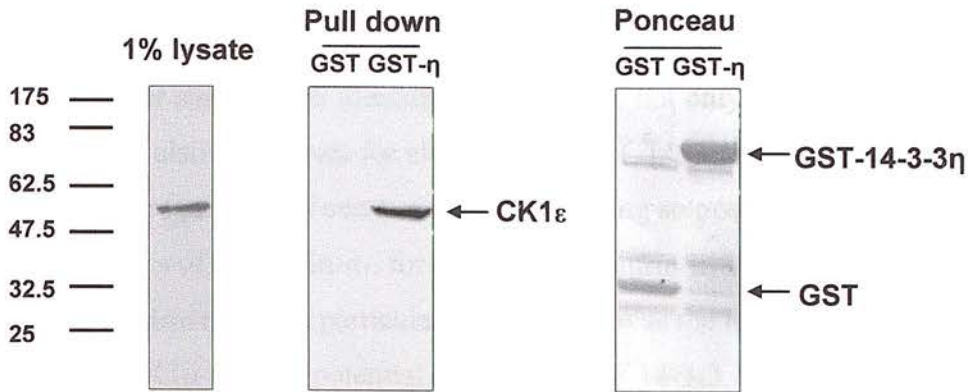 1% lysate
Pull down
GST GST-η
Ponceau
GST GST-η
175
83
62.5
47.5
32.5
25
CK1ε
GST-14-3-3η
GST